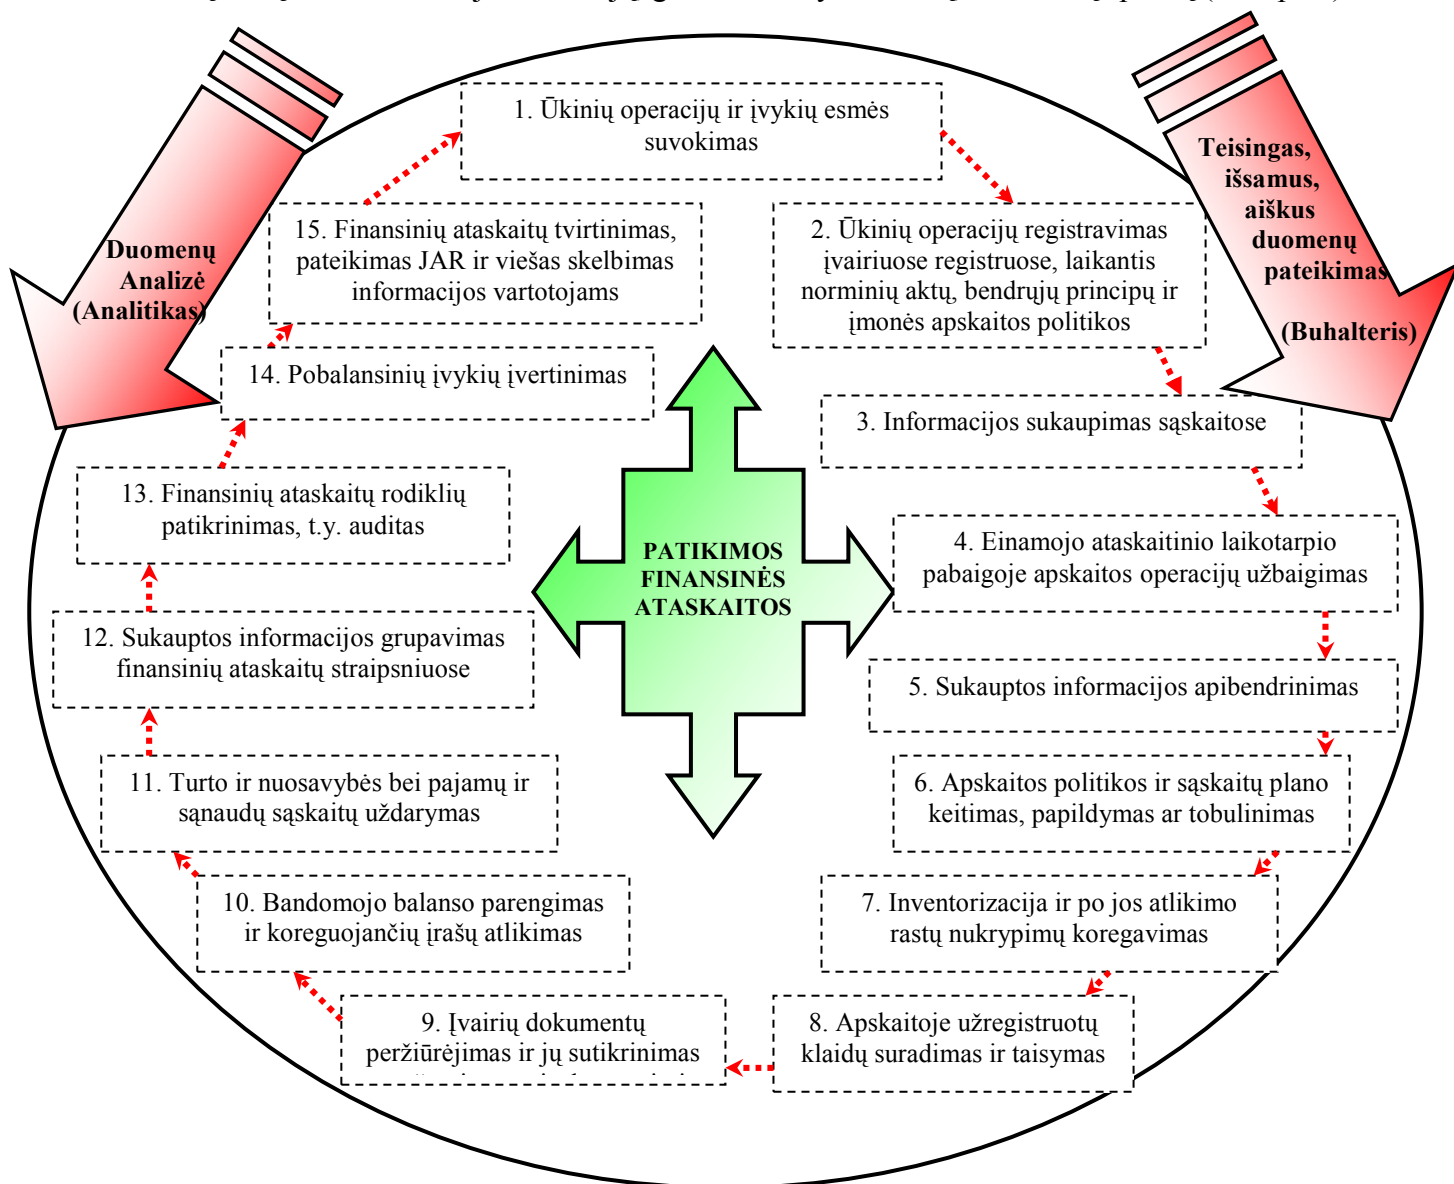 1. Ūkinių operacijų ir įvykių esmės
suvokimas
Teisingas,
išsamus,
aiškus
duomenų
pateikimas
(Buhalteris)
Duomenų
Analizė
(Analitikas)
15. Finansinių ataskaitų tvirtinimas,
pateikimas JAR ir viešas skelbimas
informacijos vartotojams
2. Ūkinių operacijų registravimas
įvairiuose registruose, laikantis
norminių aktų, bendrųjų principų ir
įmonės apskaitos politikos
14. Pobalansinių įvykių įvertinimas
3. Informacijos sukaupimas sąskaitose
13. Finansinių ataskaitų rodiklių
patikrinimas, t.y. auditas
4. Einamojo ataskaitinio laikotarpio
pabaigoje apskaitos operacijų užbaigimas
PATIKIMOS
FINANSINĖS
ATASKAITOS
12. Sukauptos informacijos grupavimas
finansinių ataskaitų straipsniuose
5. Sukauptos informacijos apibendrinimas
11. Turto ir nuosavybės bei pajamų ir
sąnaudų sąskaitų uždarymas
6. Apskaitos politikos ir sąskaitų plano
keitimas, papildymas ar tobulinimas
10. Bandomojo balanso parengimas
ir koreguojančių įrašų atlikimas
7. Inventorizacija ir po jos atlikimo
rastų nukrypimų koregavimas
9. Įvairių dokumentų
peržiūrėjimas ir jų sutikrinimas
8. Apskaitoje užregistruotų
klaidų suradimas ir taisymas